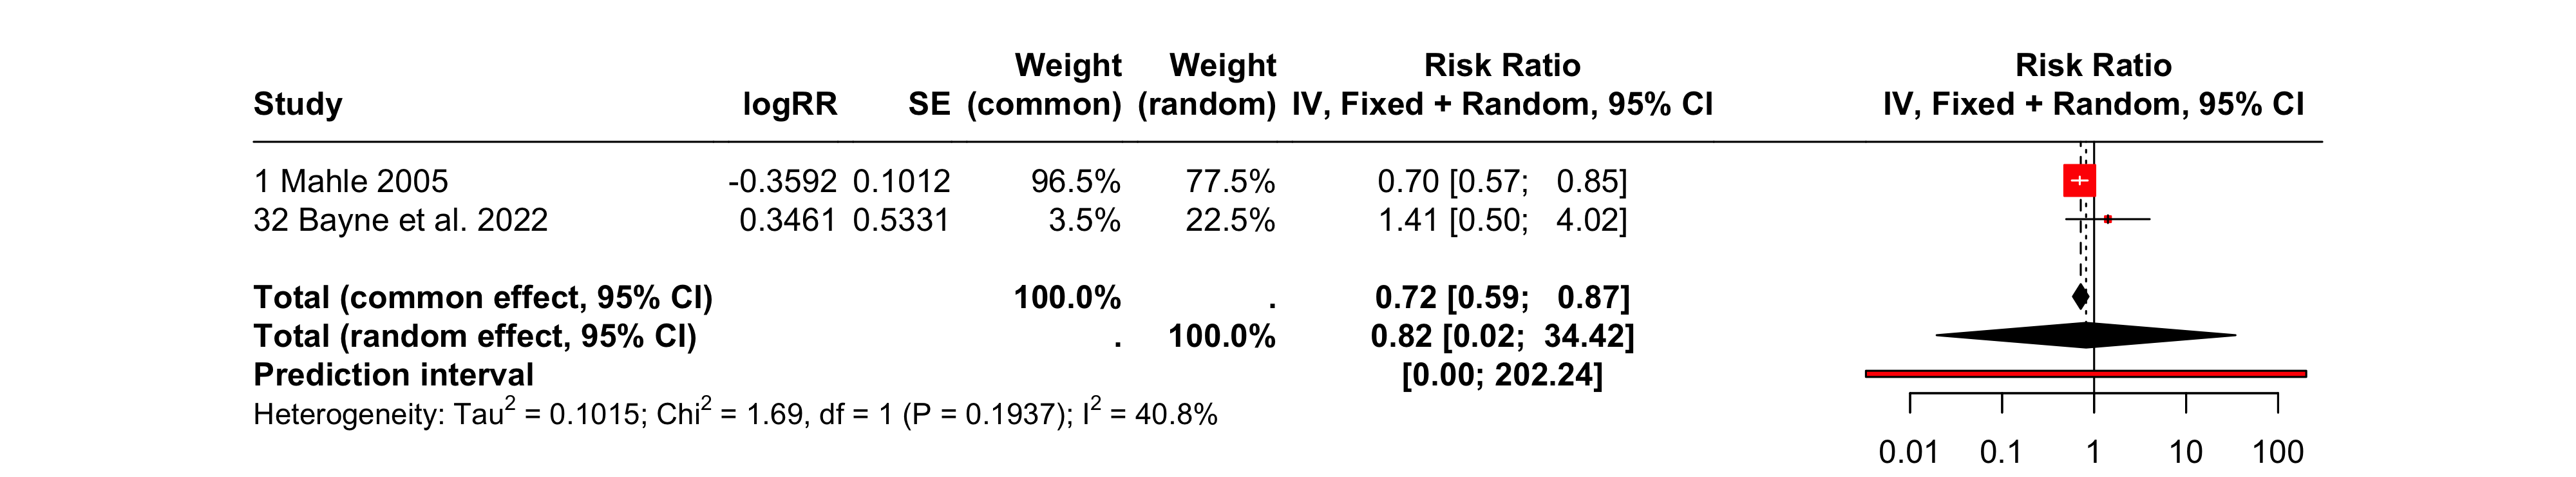 Weight Weight Risk Ratio Risk Ratio
Study logRR SE (common) (random) IV, Fixed + Random, 95% CI IV, Fixed + Random, 95% CI
1 Mahle 2005 -0.3592 0.1012 96.5% 77.5% 0.70 [0.57; 0.85]
32 Bayne et al. 2022 0.3461 0.5331 3.5% 22.5% 1.41 [0.50; 4.02]
Total (common effect, 95% CI) 100.0% . 0.72 [0.59; 0.87]
Total (random effect, 95% CI) . 100.0% 0.82 [0.02; 34.42]
Prediction interval [0.00; 202.24]
Heterogeneity: Tau² = 0.1015; Chi² = 1.69, df = 1 (P = 0.1937); I² = 40.8%
0.01 0.1 1 10 100